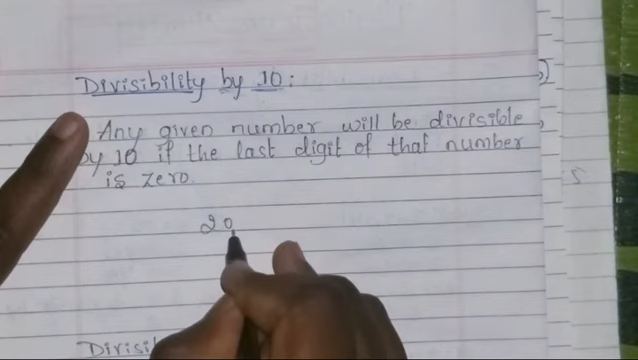 Divisibility by 10:
Any given number will be divisible
by 10 if the last digit of that number
is zero.
20